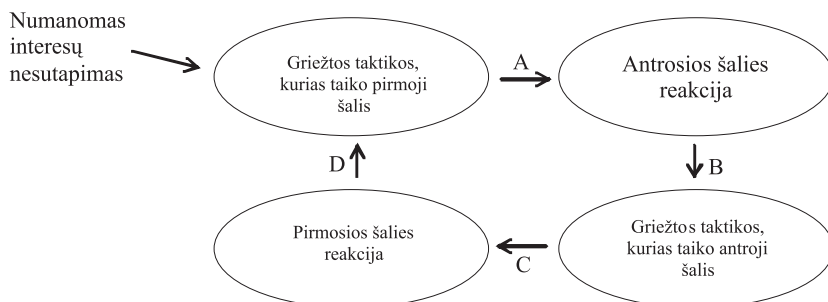 Numanomas
interesų
nesutapimas
Griežtos taktikos,
kurias taiko pirmoji
šalis
A
Antrosios šalies
reakcija
D
B
Pirmosios šalies
reakcija
C
Griežtos taktikos,
kurias taiko antroji
šalis